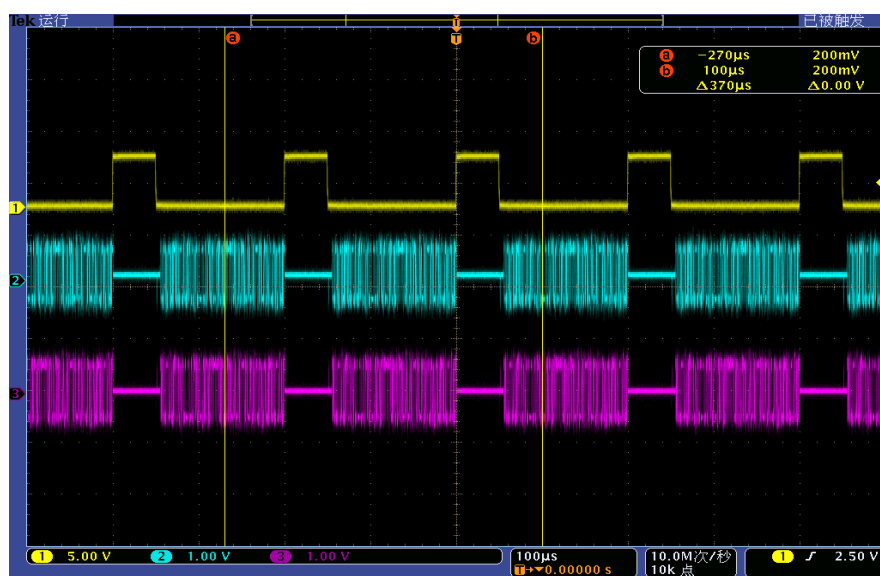 Tek 运行 T 已被触发
a T b
a −270μs 200mV
b 100μs 200mV
Δ370μs Δ0.00 V
1
2
3
1 5.00 V 2 1.00 V 3 1.00 V 100μs 10.0M次/秒 1 2.50 V
T→▼0.00000 s 10k 点